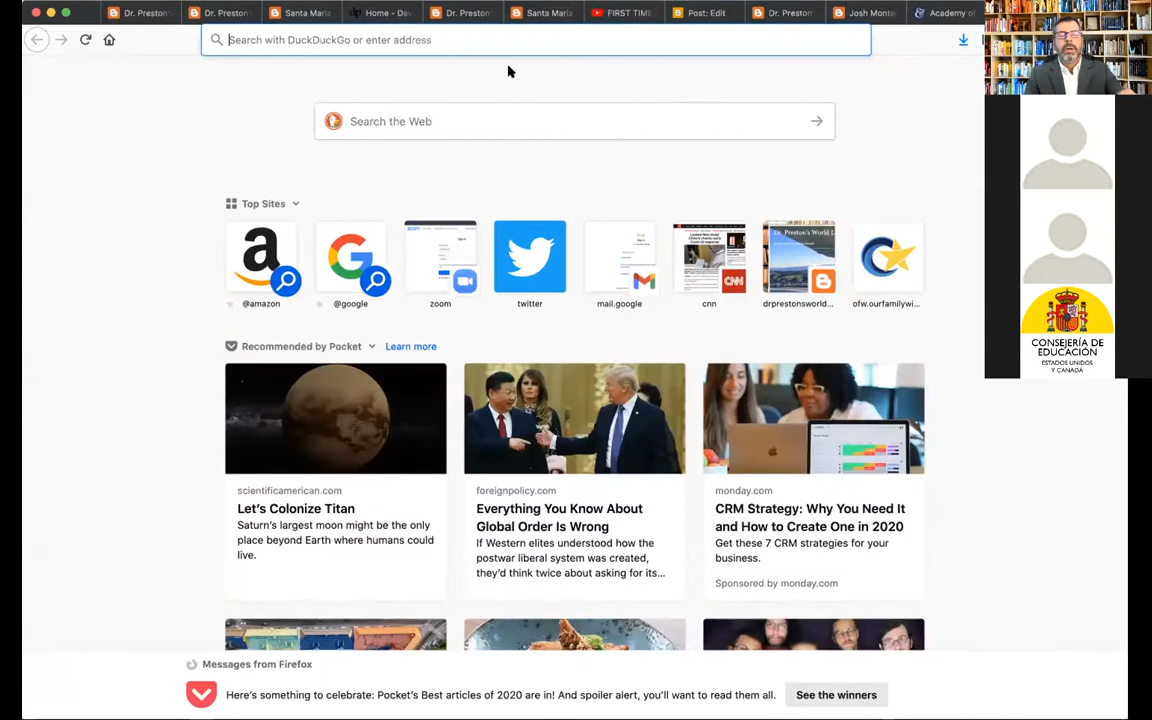 Dr. Preston'
Dr. Preston'
Santa Maria
dp
Home - Dav
Dr. Preston
Santa Maria
FIRST TIME
Post: Edit
Dr. Preston'
Josh Monte
Academy of
Search with DuckDuckGo or enter address
Search the Web
Top Sites
@amazon
@google
zoom
zoom
twitter
mail.google
CNN
cnn
Dr. Preston's World L
drprestonsworld...
ofw.ourfamilywi...
Recommended by Pocket
Learn more
scientificamerican.com
Let's Colonize Titan
Saturn's largest moon might be the only
place beyond Earth where humans could
live.
foreignpolicy.com
Everything You Know About
Global Order Is Wrong
If Western elites understood how the
postwar liberal system was created,
they'd think twice about asking for its...
monday.com
CRM Strategy: Why You Need It
and How to Create One in 2020
Get these 7 CRM strategies for your
business.
Sponsored by monday.com
Messages from Firefox
Here's something to celebrate: Pocket's Best articles of 2020 are in! And spoiler alert, you'll want to read them all.
See the winners
CONSEJERÍA DE
EDUCACIÓN
ESTADOS UNIDOS
Y CANADÁ